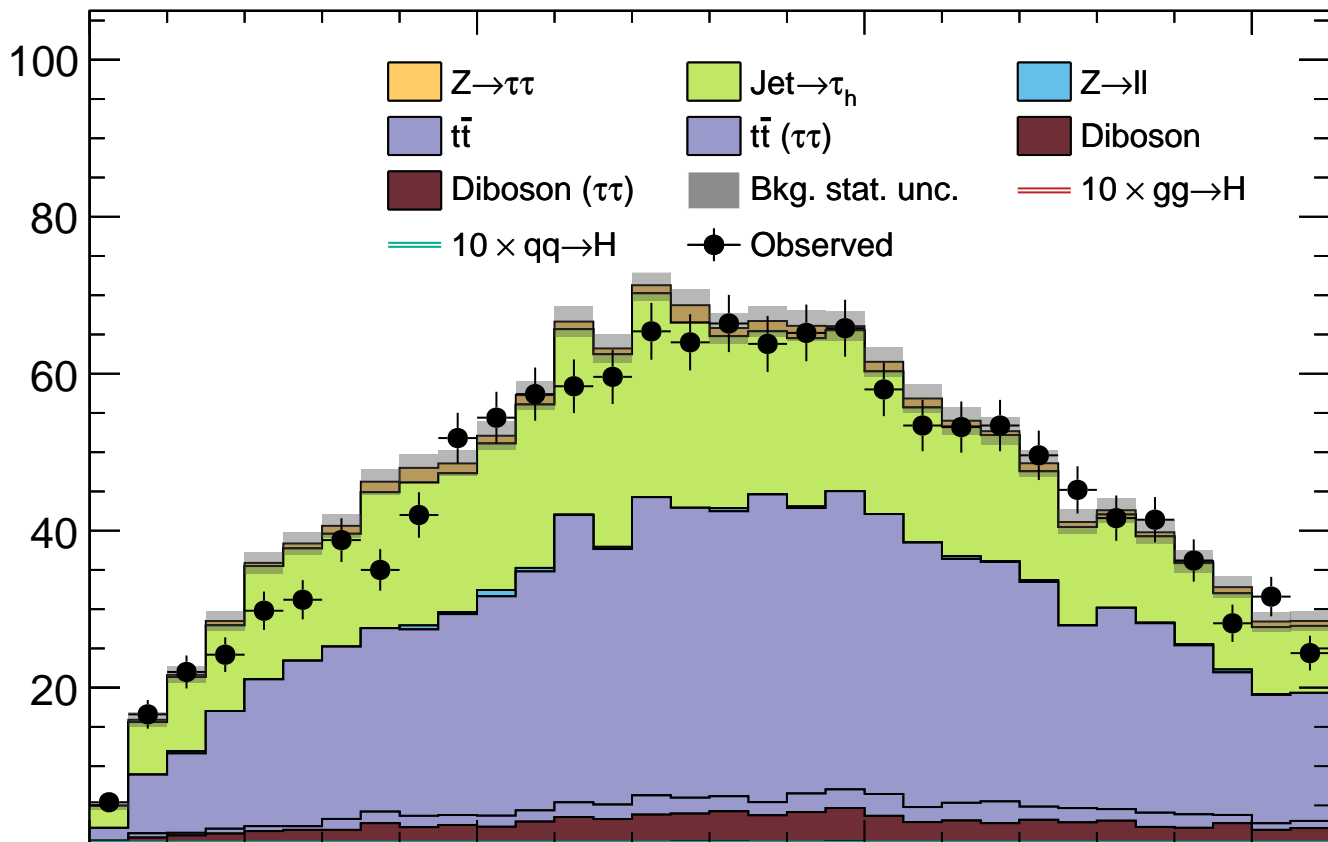 100
80
60
40
20
Z→ττ Jet→τ_h Z→ll
tt̄ tt̄ (ττ) Diboson
Diboson (ττ) Bkg. stat. unc. 10 × gg→H
10 × qq→H Observed